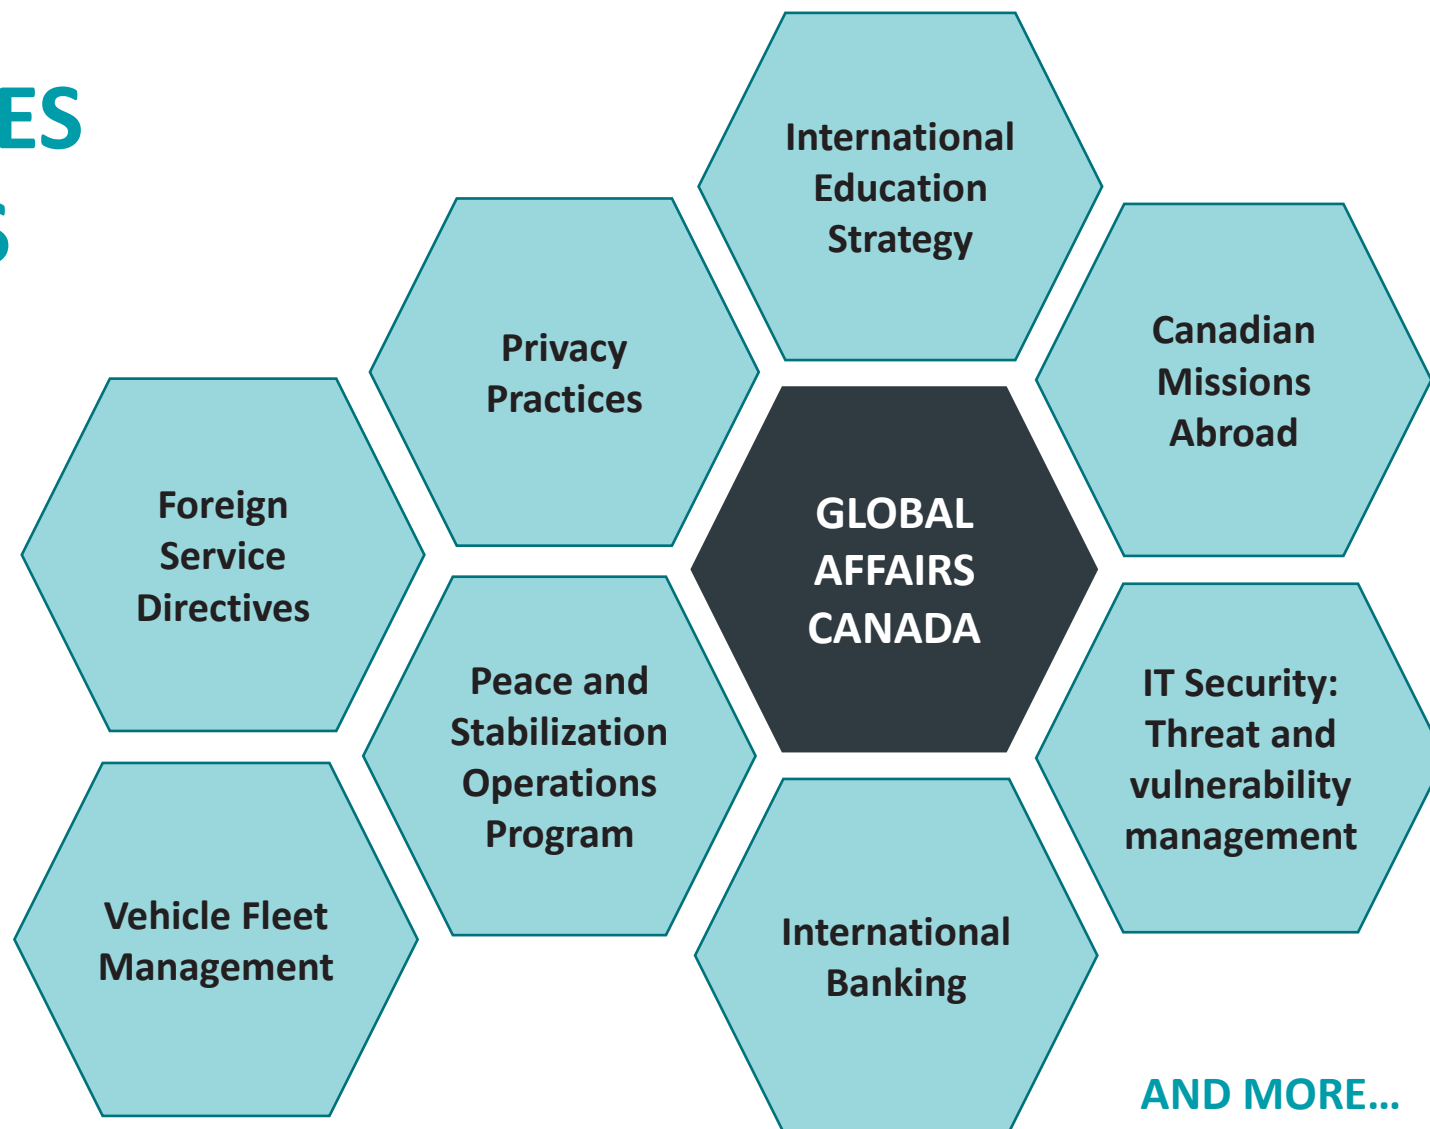 ES
S
International
Education
Strategy
Privacy
Practices
Canadian
Missions
Abroad
Foreign
Service
Directives
GLOBAL
AFFAIRS
CANADA
Peace and
Stabilization
Operations
Program
IT Security:
Threat and
vulnerability
management
Vehicle Fleet
Management
International
Banking
AND MORE...